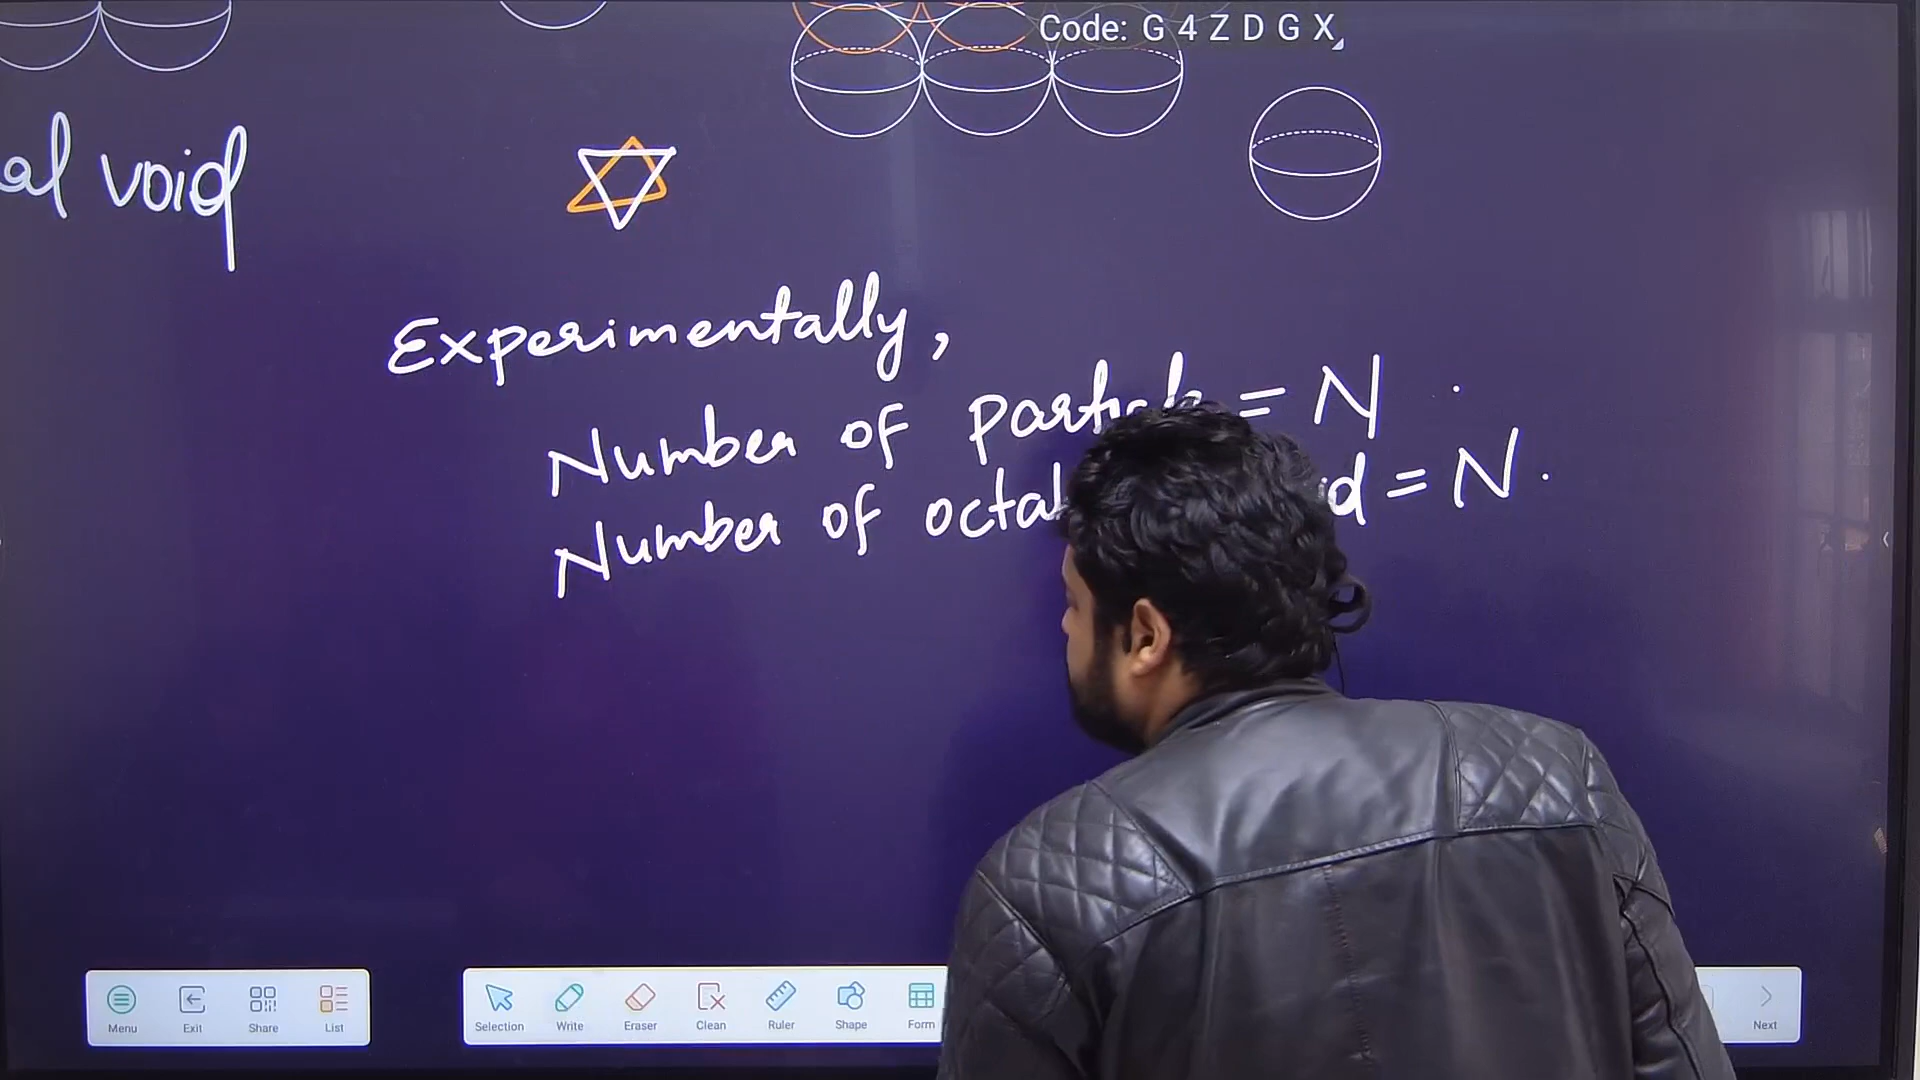 Code: G 4 Z D G X
al void
Experimentally,
Number of = N
Number of = N.
Menu Exit Share List
Selection Write Eraser Clean Ruler Shape Form Next